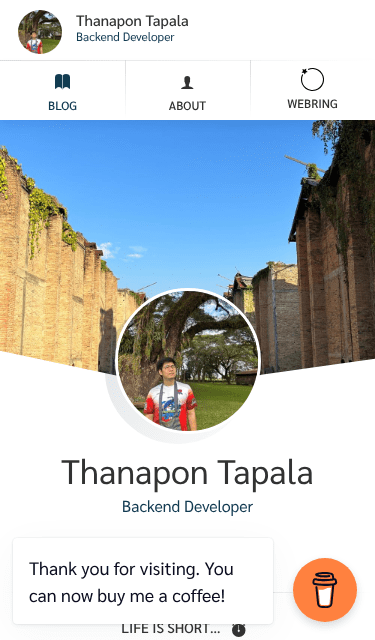 Thanapon Tapala
Backend Developer
BLOG
ABOUT
WEBRING
Thanapon Tapala
Backend Developer
Thank you for visiting. You
can now buy me a coffee!
LIFE IS SHORT...